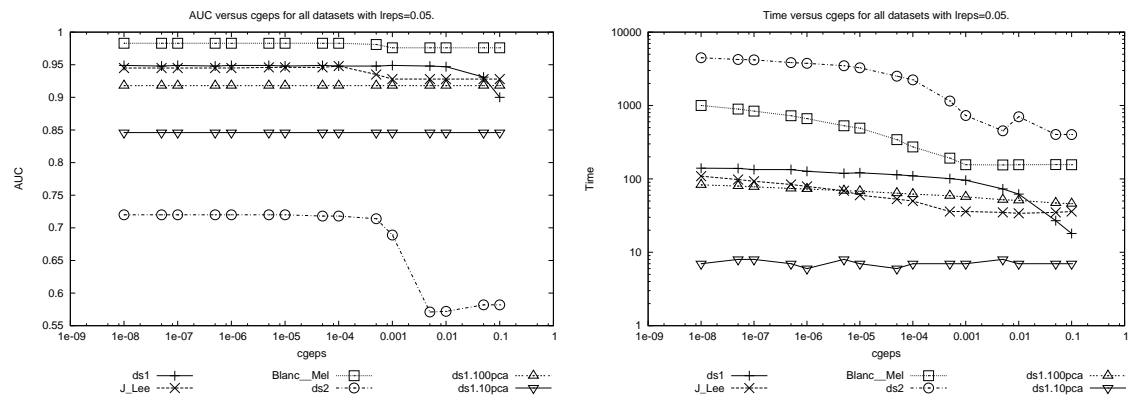 AUC versus cgeps for all datasets with lreps=0.05.
1
0.95
0.9
0.85
0.8
0.75
0.7
0.65
0.6
0.55
AUC
1e-09 1e-08 1e-07 1e-06 1e-05 1e-04 0.001 0.01 0.1 1
cgeps
ds1 Blanc__Mel ds1.100pca
J_Lee ds2 ds1.10pca
Time versus cgeps for all datasets with lreps=0.05.
10000
1000
100
10
1
Time
1e-09 1e-08 1e-07 1e-06 1e-05 1e-04 0.001 0.01 0.1 1
cgeps
ds1 Blanc__Mel ds1.100pca
J_Lee ds2 ds1.10pca